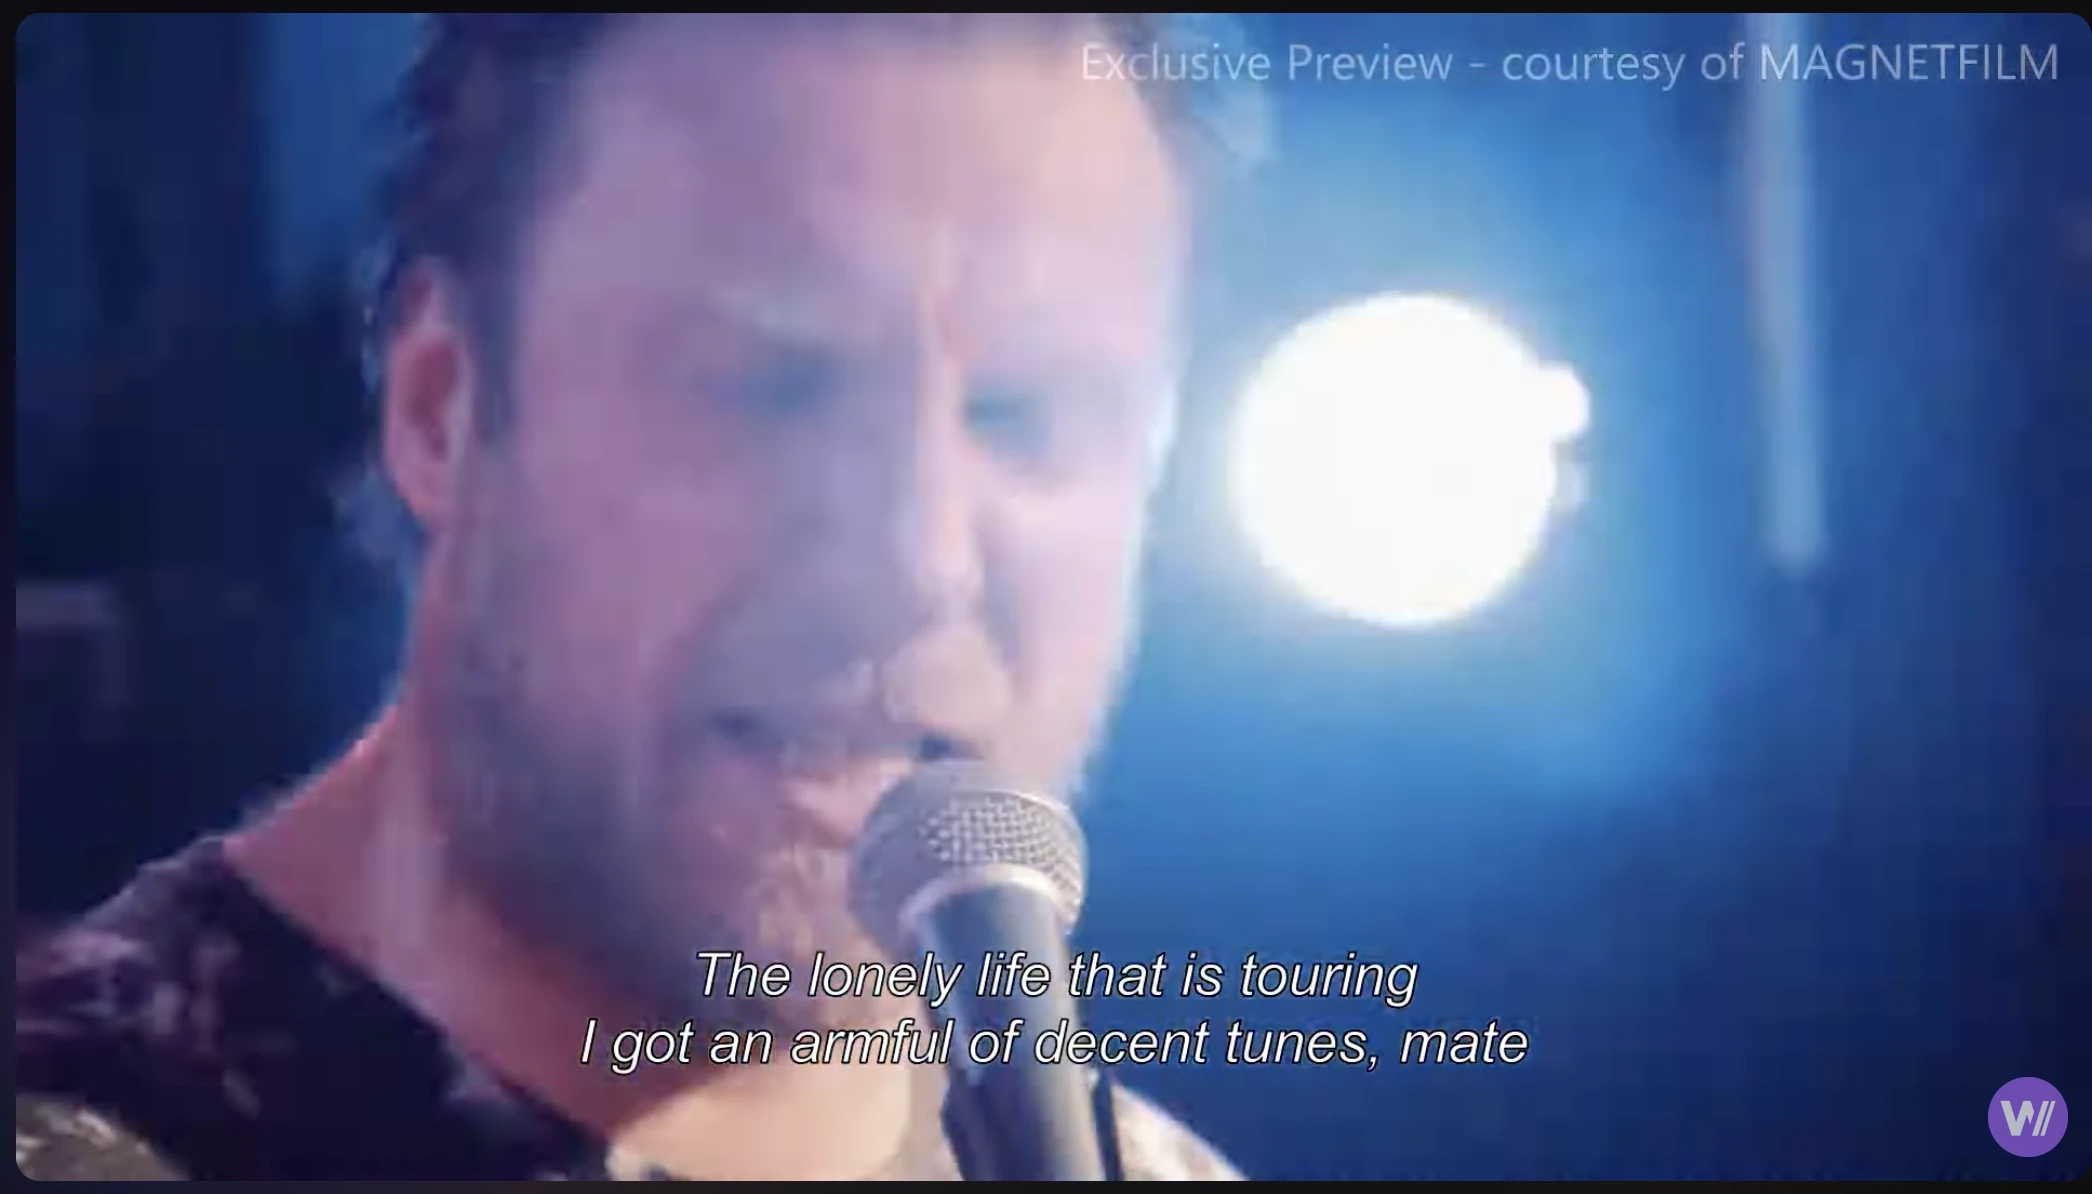 Exclusive Preview - courtesy of MAGNETFILM
The lonely life that is touring
I got an armful of decent tunes, mate
W//